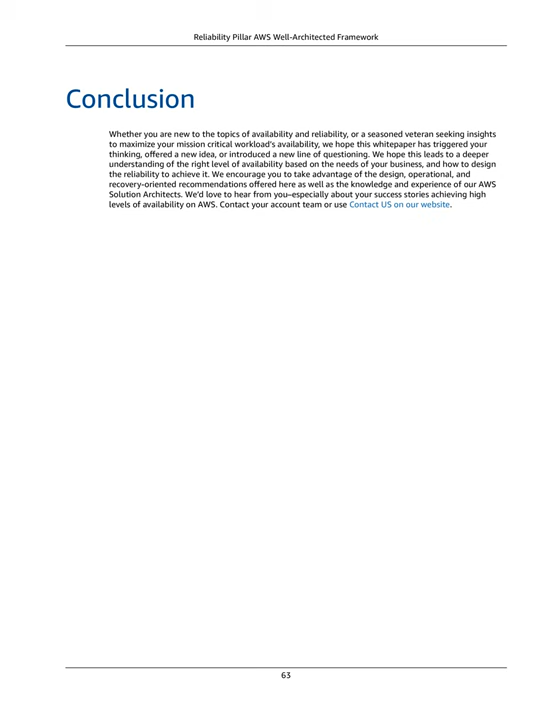 Reliability Pillar AWS Well-Architected Framework
Conclusion
Whether you are new to the topics of availability and reliability, or a seasoned veteran seeking insights
to maximize your mission critical workload's availability, we hope this whitepaper has triggered your
thinking, offered a new idea, or introduced a new line of questioning. We hope this leads to a deeper
understanding of the right level of availability based on the needs of your business, and how to design
the reliability to achieve it. We encourage you to take advantage of the design, operational, and
recovery-oriented recommendations offered here as well as the knowledge and experience of our AWS
Solution Architects. We'd love to hear from you–especially about your success stories achieving high
levels of availability on AWS. Contact your account team or use Contact US on our website.
63